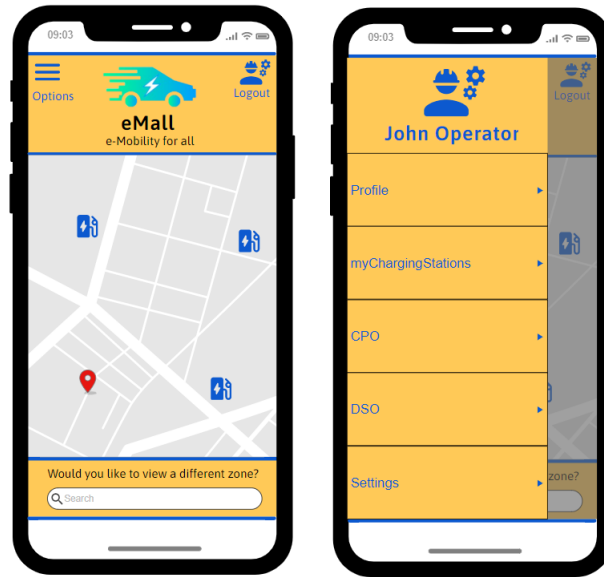 09:03
Options
Logout
eMall
e-Mobility for all
Would you like to view a different zone?
Search
09:03
John Operator
Logout
Profile
myChargingStations
CPO
DSO
Settings
zone?